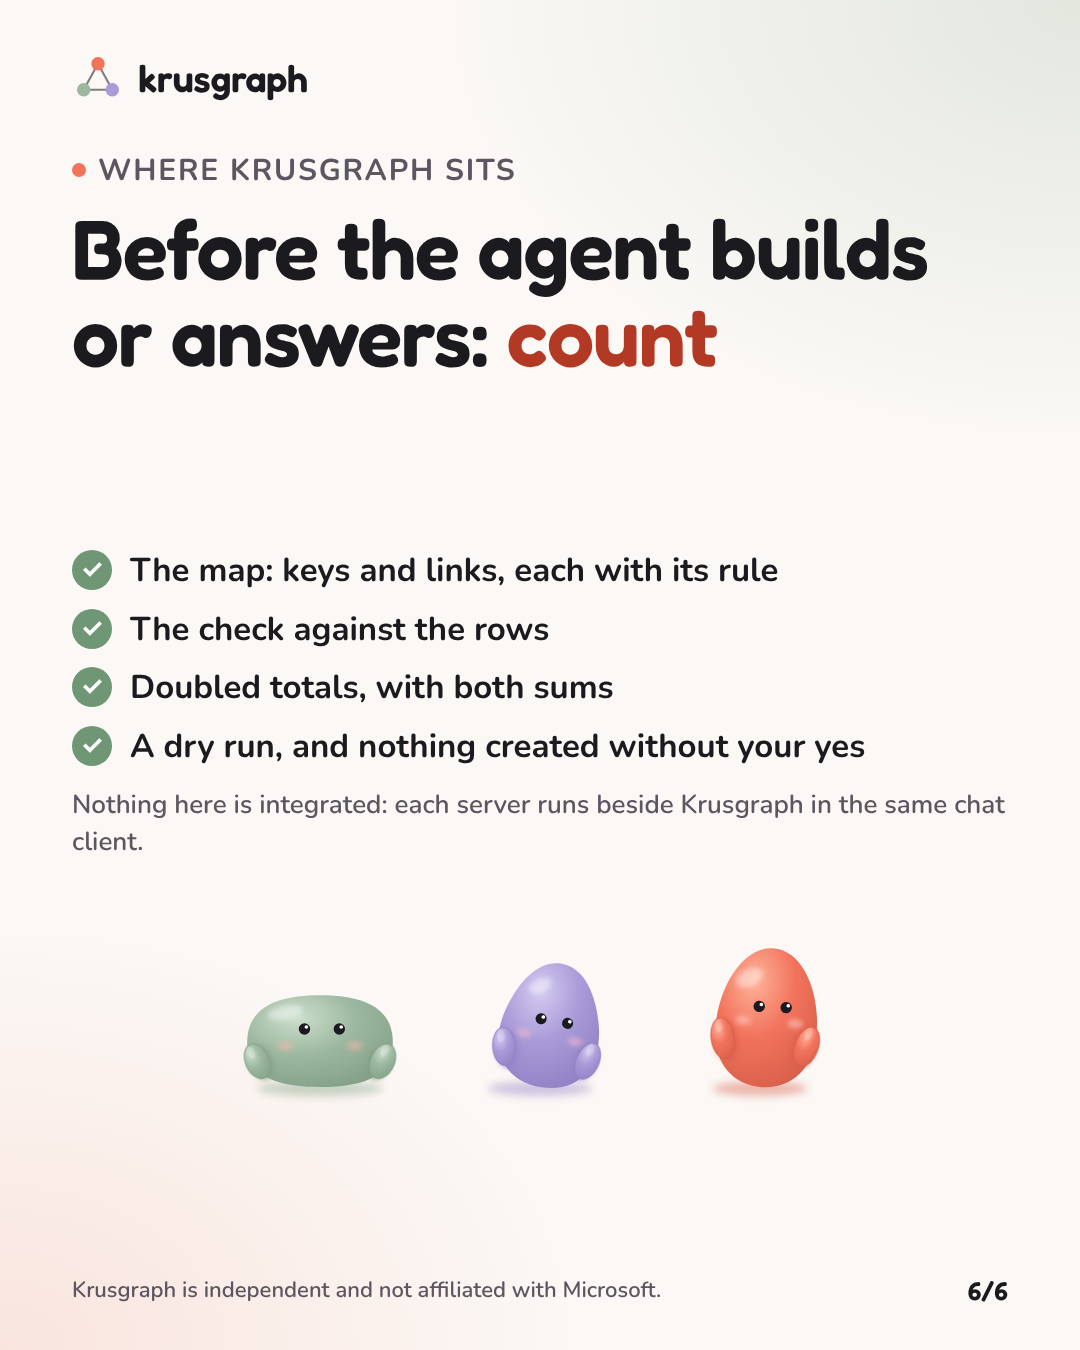 krusgraph
WHERE KRUSGRAPH SITS
Before the agent builds
or answers: count
The map: keys and links, each with its rule
The check against the rows
Doubled totals, with both sums
A dry run, and nothing created without your yes
Nothing here is integrated: each server runs beside Krusgraph in the same chat
client.
Krusgraph is independent and not affiliated with Microsoft.
6/6